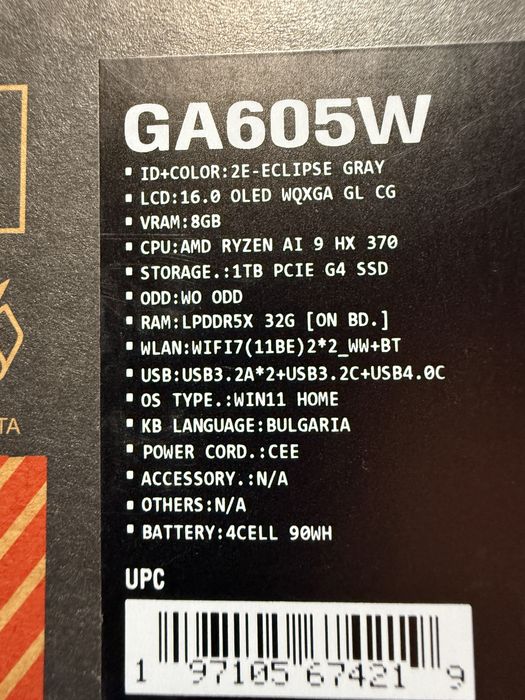 GA605W
ID+COLOR:2E-ECLIPSE GRAY
LCD:16.0 OLED WQXGA GL CG
VRAM:8GB
CPU:AMD RYZEN AI 9 HX 370
STORAGE.:1TB PCIE G4 SSD
ODD:WO ODD
RAM:LPDDR5X 32G [ON BD.]
WLAN:WIFI7(11BE)2*2_WW+BT
USB:USB3.2A*2+USB3.2C+USB4.0C
OS TYPE.:WIN11 HOME
KB LANGUAGE:BULGARIA
POWER CORD.:CEE
ACCESSORY.:N/A
OTHERS:N/A
BATTERY:4CELL 90WH
TA
UPC
1 97105 67421 9